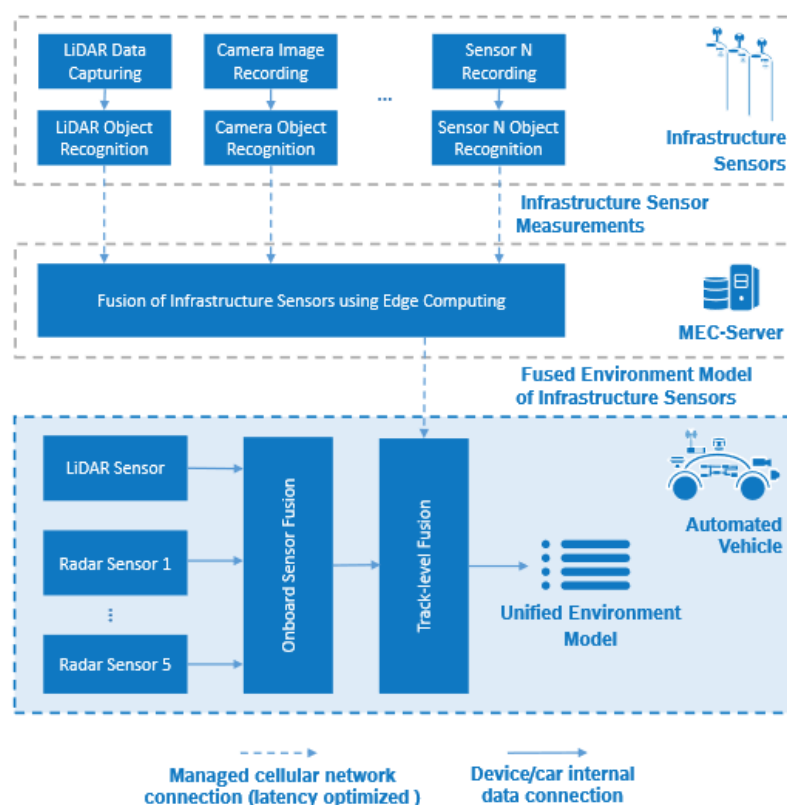 LiDAR Data
Capturing
Camera Image
Recording
Sensor N
Recording
...
LiDAR Object
Recognition
Camera Object
Recognition
Sensor N Object
Recognition
Infrastructure
Sensors
Infrastructure Sensor
Measurements
Fusion of Infrastructure Sensors using Edge Computing
MEC-Server
Fused Environment Model
of Infrastructure Sensors
LiDAR Sensor
Radar Sensor 1
...
Radar Sensor 5
Onboard Sensor Fusion
Track-level Fusion
Automated
Vehicle
Unified Environment
Model
Managed cellular network
connection (latency optimized )
Device/car internal
data connection